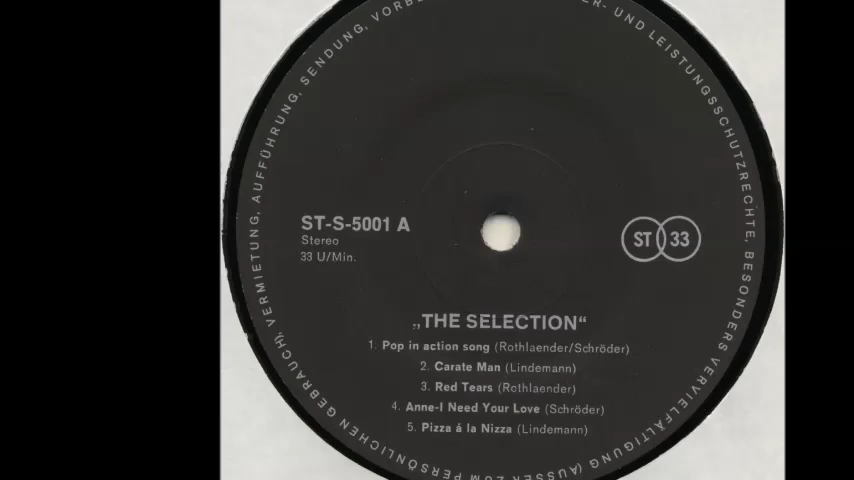 SENDUNG, VORBE
ER- UND LEISTUNGSSCHUTZRECHTE, BESONDERS VERVIELFÄLTIGUNG (AUSSER ZUM PERSÖNLICHEN GEBRAUCH), VERMIETUNG, AUFFÜHRUNG,
ST-S-5001 A
Stereo
33 U/Min.
ST 33
„THE SELECTION“
1. Pop in action song (Rothlaender/Schröder)
2. Carate Man (Lindemann)
3. Red Tears (Rothlaender)
4. Anne-I Need Your Love (Schröder)
5. Pizza á la Nizza (Lindemann)